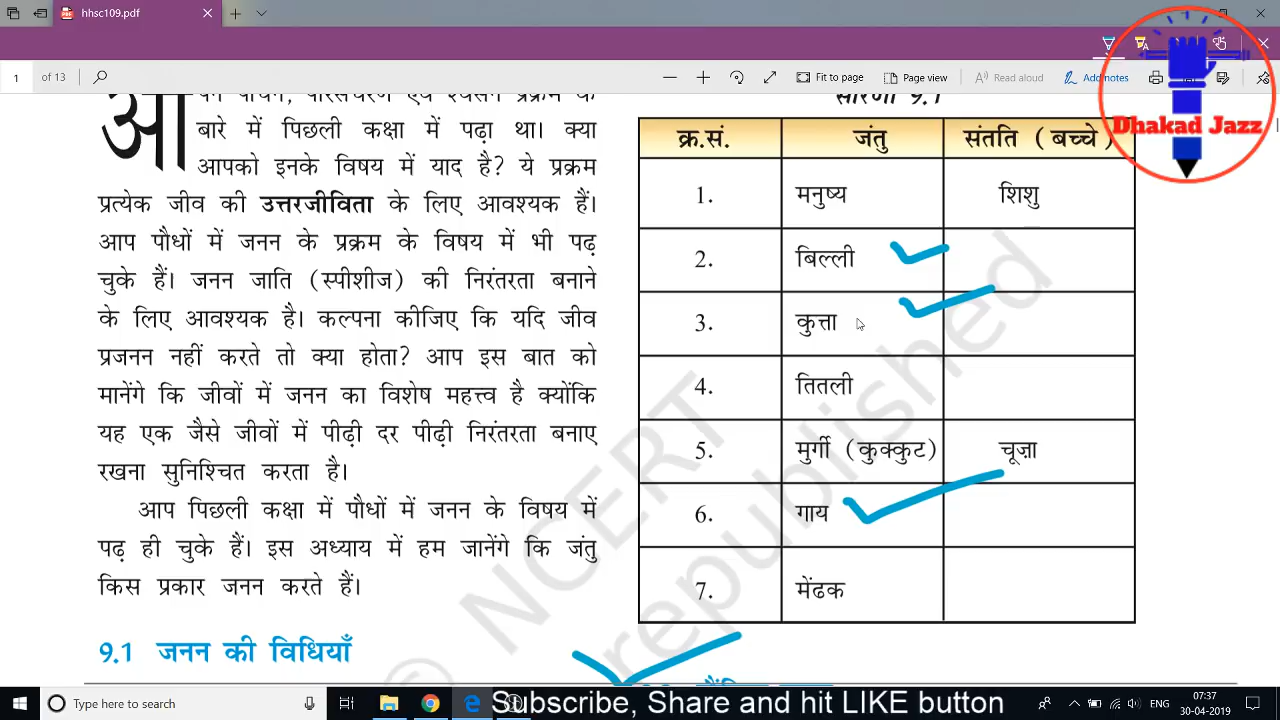 hhsc109.pdf
1 of 13
Fit to page
Page view
Read aloud
Add notes
Dhakad Jazz
आ
बारे में पिछली कक्षा में पढ़ा था। क्या
आपको इनके विषय में याद है? ये प्रक्रम
प्रत्येक जीव की उत्तरजीविता के लिए आवश्यक हैं।
आप पौधों में जनन के प्रक्रम के विषय में भी पढ़
चुके हैं। जनन जाति (स्पीशीज) की निरंतरता बनाने
के लिए आवश्यक है। कल्पना कीजिए कि यदि जीव
प्रजनन नहीं करते तो क्या होता? आप इस बात को
मानेंगे कि जीवों में जनन का विशेष महत्त्व है क्योंकि
यह एक जैसे जीवों में पीढ़ी दर पीढ़ी निरंतरता बनाए
रखना सुनिश्चित करता है।
आप पिछली कक्षा में पौधों में जनन के विषय में
पढ़ ही चुके हैं। इस अध्याय में हम जानेंगे कि जंतु
किस प्रकार जनन करते हैं।
9.1 जनन की विधियाँ
सारणी 9.1
क्र.सं. जंतु संतति (बच्चे)
1. मनुष्य शिशु
2. बिल्ली
3. कुत्ता
4. तितली
5. मुर्गी (कुक्कुट) चूज़ा
6. गाय
7. मेंढक
© NCERT
republished
Subscribe, Share and hit LIKE button
Type here to search
ENG
07:37
30-04-2019